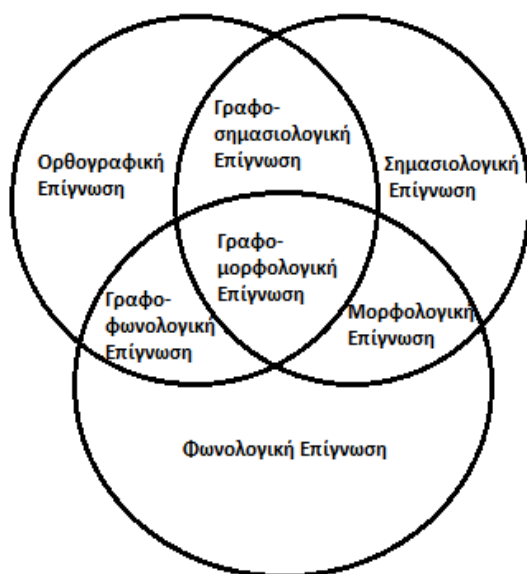 Γραφο-
σημασιολογική
Επίγνωση
Ορθογραφική
Επίγνωση
Σημασιολογική
Επίγνωση
Γραφο-
μορφολογική
Επίγνωση
Γραφο-
φωνολογική
Επίγνωση
Μορφολογική
Επίγνωση
Φωνολογική Επίγνωση